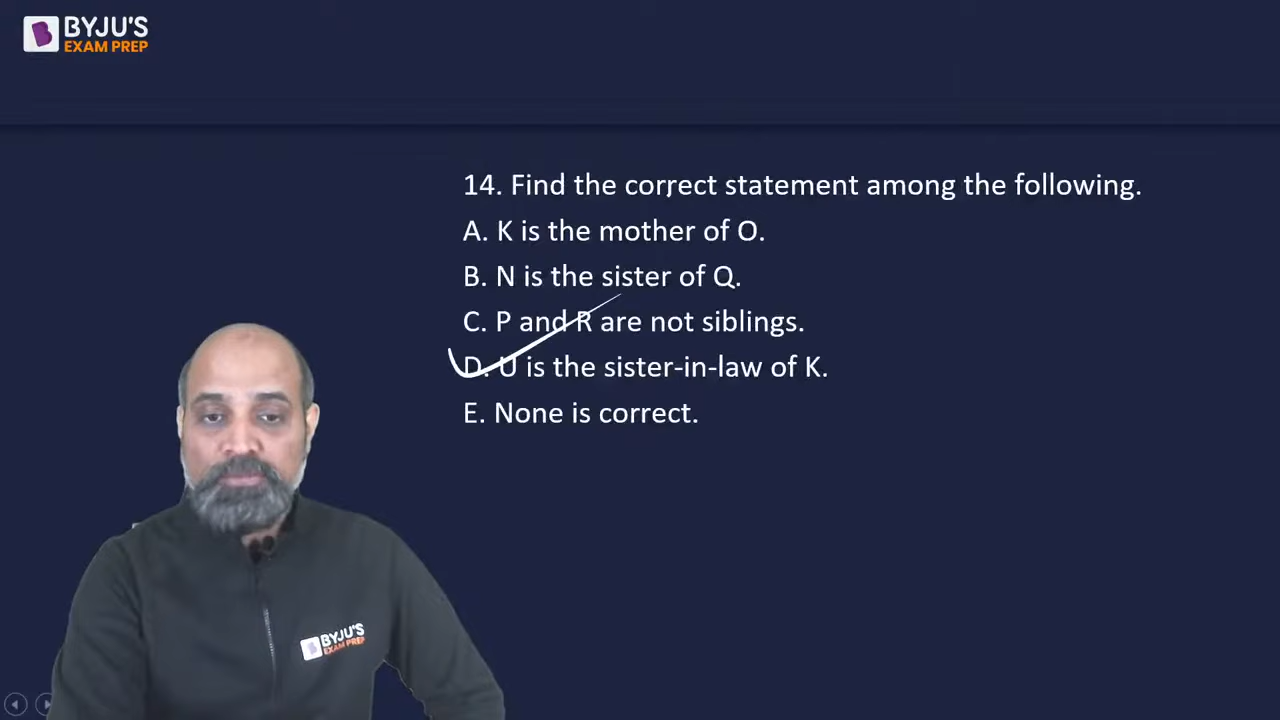 BYJU'S
EXAM PREP
14. Find the correct statement among the following.
A. K is the mother of O.
B. N is the sister of Q.
C. P and R are not siblings.
D. U is the sister-in-law of K.
E. None is correct.
BYJU'S
EXAM PREP